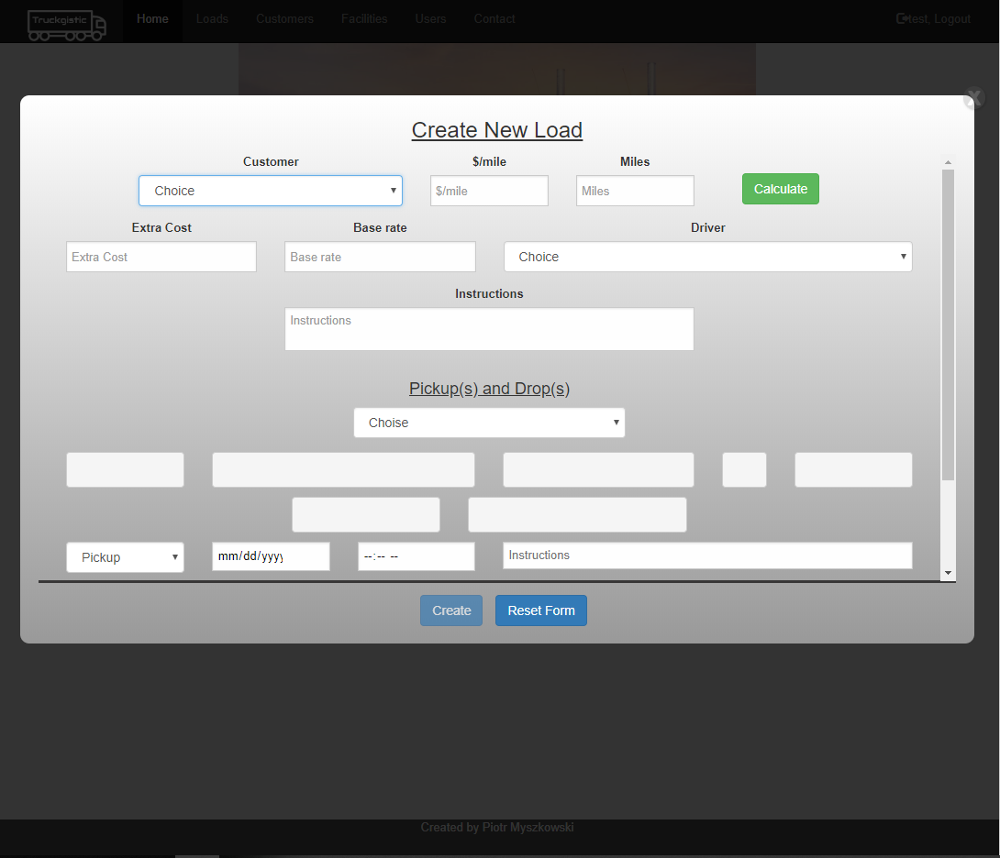 Truckgistic Home Loads Customers Facilities Users Contact test, Logout
X
Create New Load
Customer $/mile Miles
Choice $/mile Miles Calculate
Extra Cost Base rate Driver
Extra Cost Base rate Choice
Instructions
Instructions
Pickup(s) and Drop(s)
Choise
Pickup mm/dd/yyyy --:-- -- Instructions
Create Reset Form
Created by Piotr Myszkowski